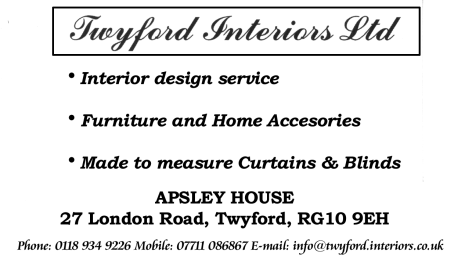 Twyford Interiors Ltd
• Interior design service
• Furniture and Home Accesories
• Made to measure Curtains & Blinds
APSLEY HOUSE
27 London Road, Twyford, RG10 9EH
Phone: 0118 934 9226 Mobile: 07711 086867 E-mail: info@twyford.interiors.co.uk